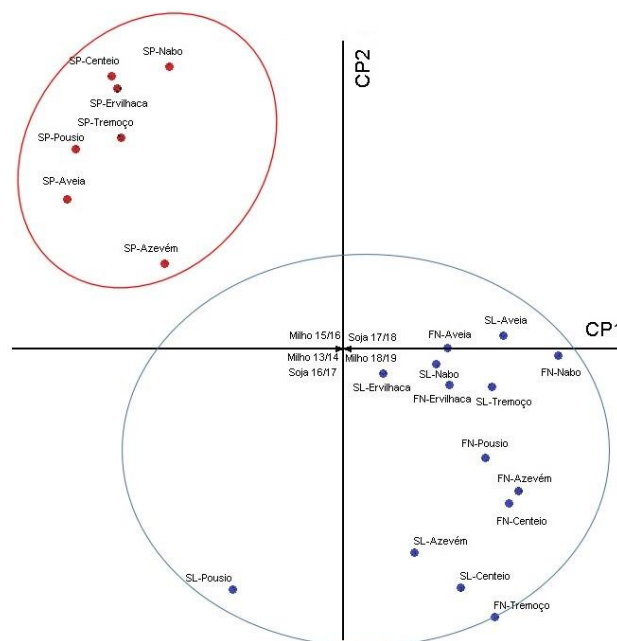 SP-Nabo
SP-Centeio
CP2
SP-Ervilhaca
SP-Tremoço
SP-Pousio
SP-Aveia
SP-Azevém
SL-Aveia
Milho 15/16
Soja 17/18
FN-Aveia
CP1
Milho 13/14
Milho 18/19
SL-Nabo
FN-Nabo
Soja 16/17
SL-Ervilhaca
FN-Ervilhaca
SL-Tremoço
FN-Pousio
FN-Azevém
FN-Centeio
SL-Azevém
SL-Pousio
SL-Centeio
FN-Tremoço